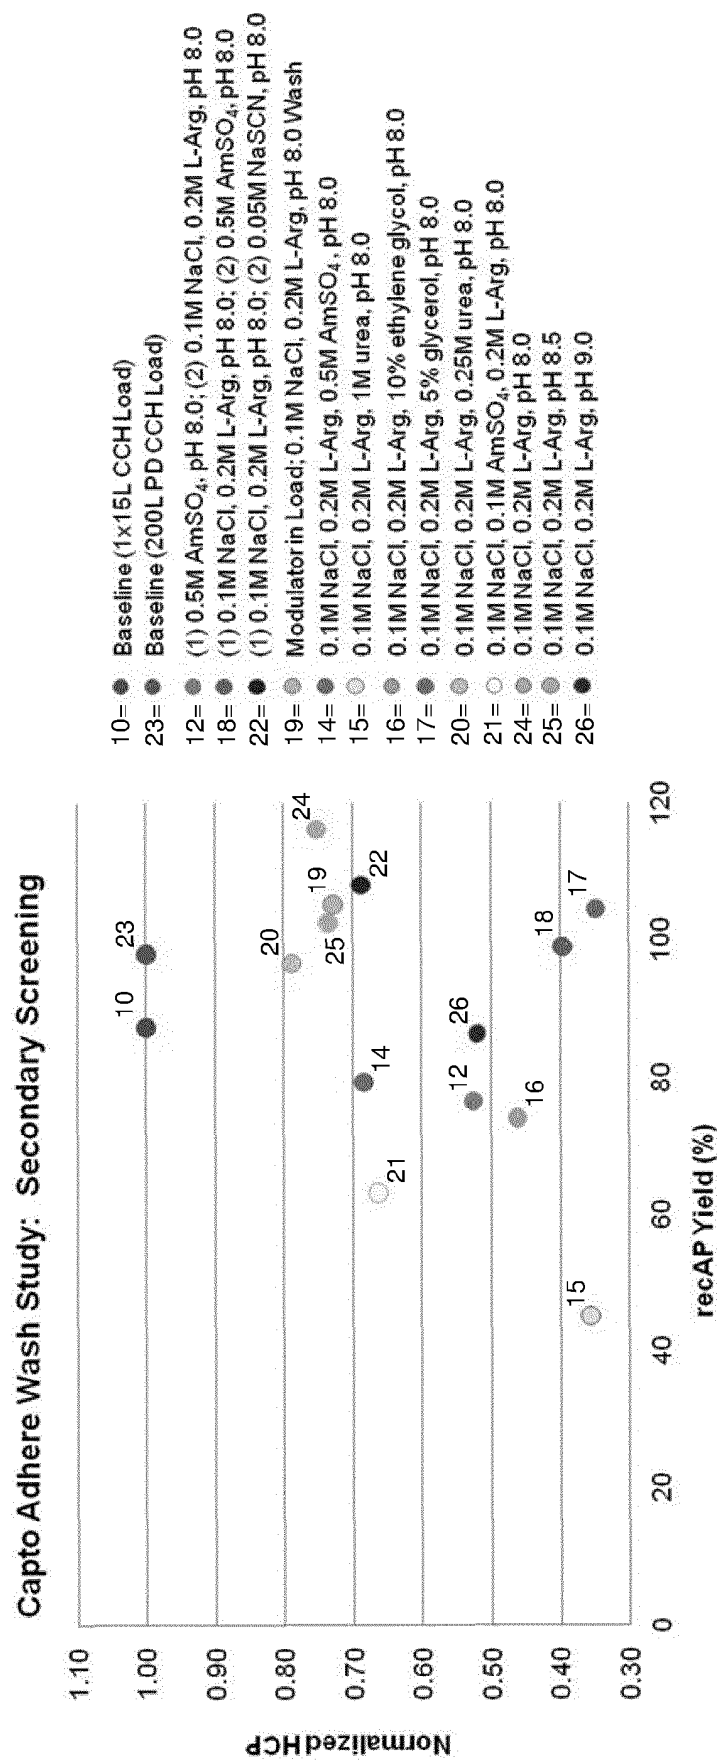 Capto Adhere Wash Study: Secondary Screening
Normalized HCP
1.10
1.00
0.90
0.80
0.70
0.60
0.50
0.40
0.30
0
20
40
60
80
100
120
recAP Yield (%)
10
23
20
24
25
19
22
14
21
26
12
16
18
17
15
10= Baseline (1x15L CCH Load)
23= Baseline (200L PD CCH Load)
12= (1) 0.5M AmSO₄, pH 8.0; (2) 0.1M NaCl, 0.2M L-Arg, pH 8.0
18= (1) 0.1M NaCl, 0.2M L-Arg, pH 8.0; (2) 0.5M AmSO₄, pH 8.0
22= (1) 0.1M NaCl, 0.2M L-Arg, pH 8.0; (2) 0.05M NaSCN, pH 8.0
19= Modulator in Load; 0.1M NaCl, 0.2M L-Arg, pH 8.0 Wash
14= 0.1M NaCl, 0.2M L-Arg, 0.5M AmSO₄, pH 8.0
15= 0.1M NaCl, 0.2M L-Arg, 1M urea, pH 8.0
16= 0.1M NaCl, 0.2M L-Arg, 10% ethylene glycol, pH 8.0
17= 0.1M NaCl, 0.2M L-Arg, 5% glycerol, pH 8.0
20= 0.1M NaCl, 0.2M L-Arg, 0.25M urea, pH 8.0
21= 0.1M NaCl, 0.1M AmSO₄, 0.2M L-Arg, pH 8.0
24= 0.1M NaCl, 0.2M L-Arg, pH 8.0
25= 0.1M NaCl, 0.2M L-Arg, pH 8.5
26= 0.1M NaCl, 0.2M L-Arg, pH 9.0